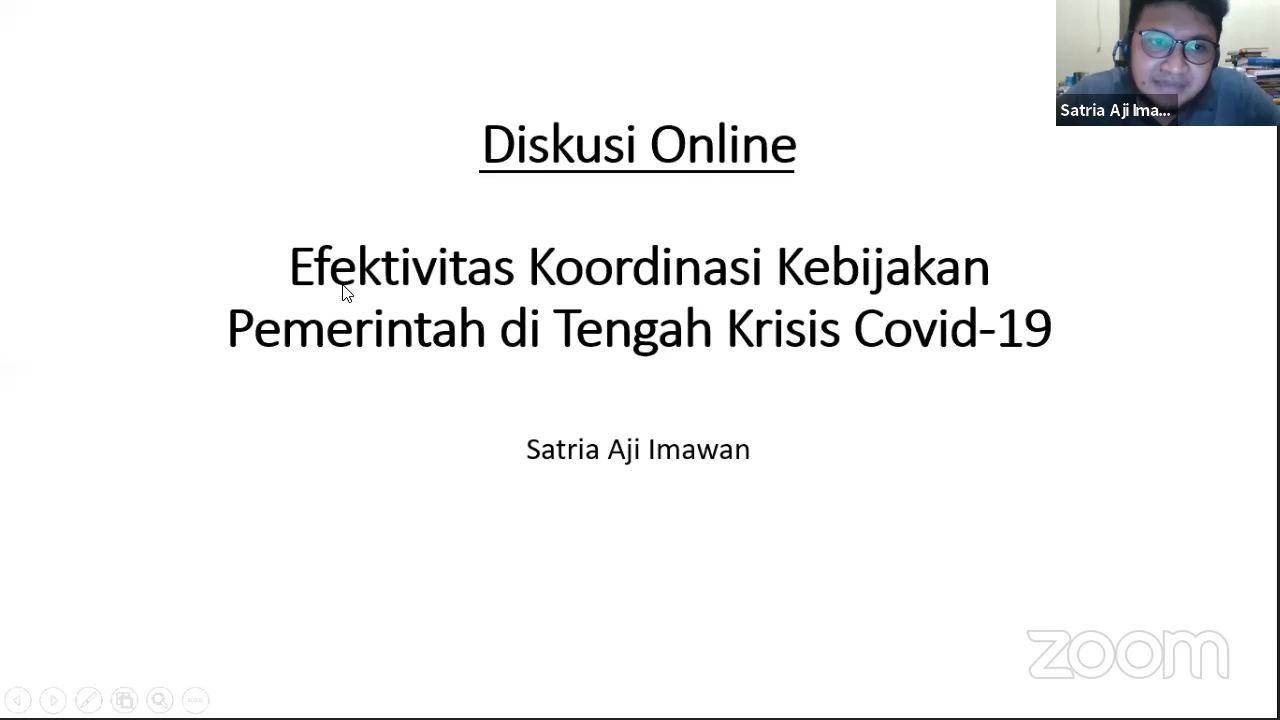 Satria Aji Ima...
Diskusi Online
Efektivitas Koordinasi Kebijakan
Pemerintah di Tengah Krisis Covid-19
Satria Aji Imawan
zoom